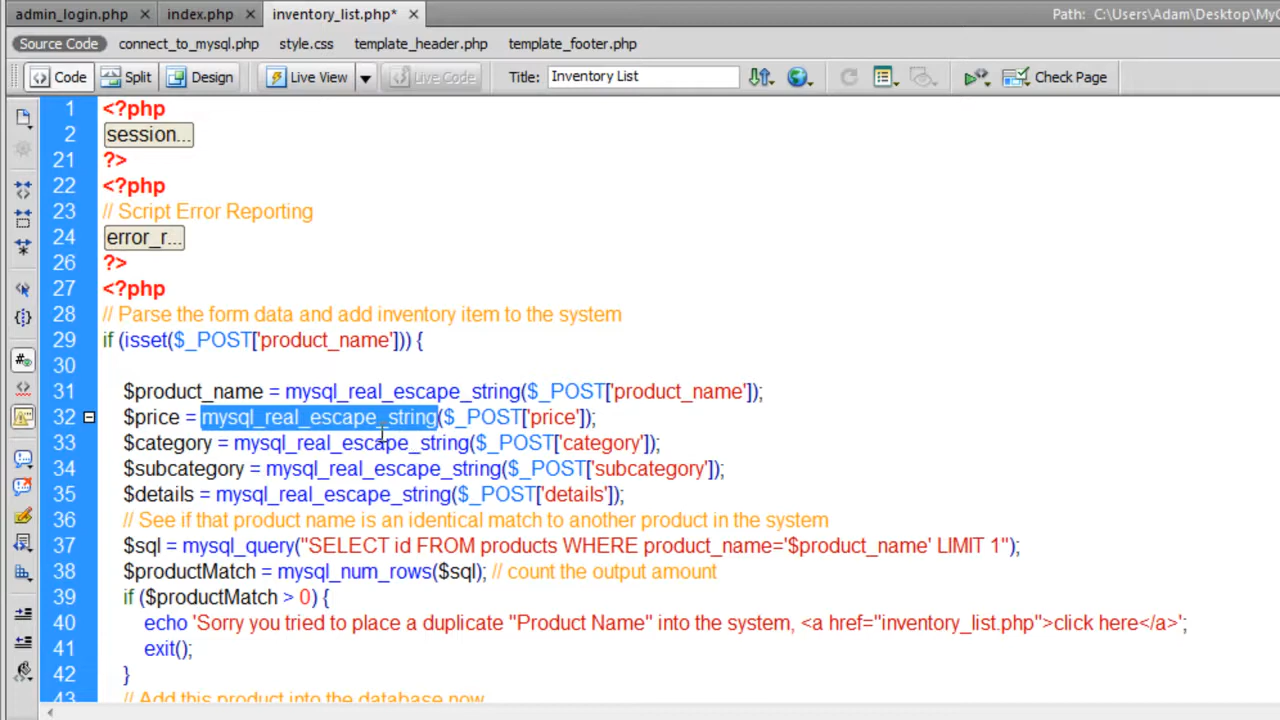 admin_login.php index.php inventory_list.php* Path: C:\Users\Adam\Desktop\My
Source Code connect_to_mysql.php style.css template_header.php template_footer.php
Code Split Design Live View Live Code Title: Inventory List Check Page
1 <?php
2 session...
21 ?>
22 <?php
23 // Script Error Reporting
24 error_r...
26 ?>
27 <?php
28 // Parse the form data and add inventory item to the system
29 if (isset($_POST['product_name'])) {
30
31 $product_name = mysql_real_escape_string($_POST['product_name']);
32 $price = mysql_real_escape_string($_POST['price']);
33 $category = mysql_real_escape_string($_POST['category']);
34 $subcategory = mysql_real_escape_string($_POST['subcategory']);
35 $details = mysql_real_escape_string($_POST['details']);
36 // See if that product name is an identical match to another product in the system
37 $sql = mysql_query("SELECT id FROM products WHERE product_name='$product_name' LIMIT 1");
38 $productMatch = mysql_num_rows($sql); // count the output amount
39 if ($productMatch > 0) {
40 echo 'Sorry you tried to place a duplicate "Product Name" into the system, <a href="inventory_list.php">click here</a>';
41 exit();
42 }
43 // Add this product into the database now